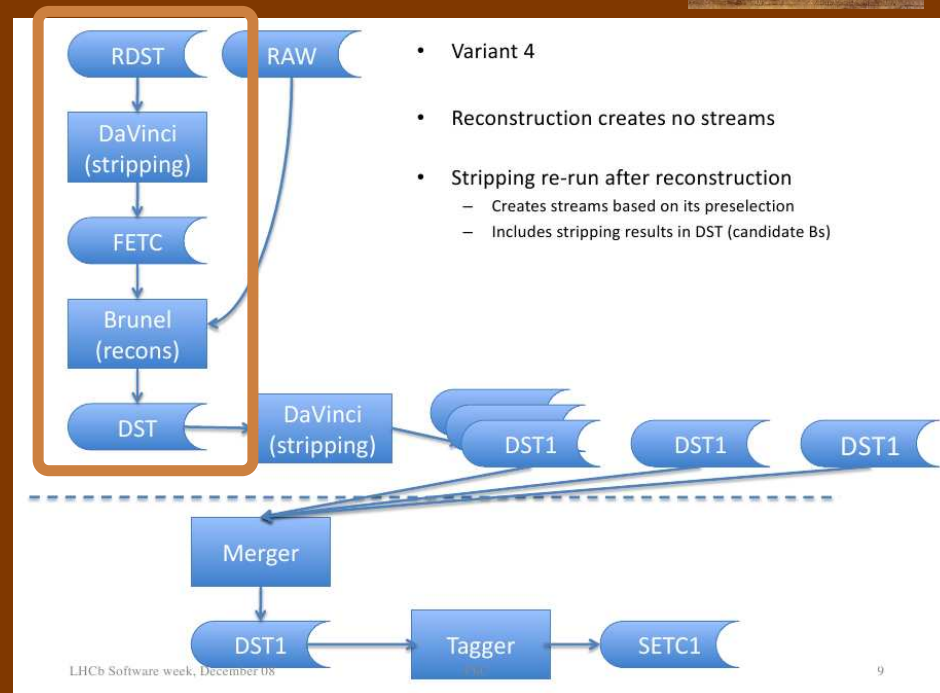 RDST
RAW
DaVinci
(stripping)
FETC
Brunel
(recons)
DST
DaVinci
(stripping)
DST1
DST1
DST1
• Variant 4
• Reconstruction creates no streams
• Stripping re-run after reconstruction
– Creates streams based on its preselection
– Includes stripping results in DST (candidate Bs)
Merger
DST1
Tagger
SETC1
LHCb Software week, December 08
9